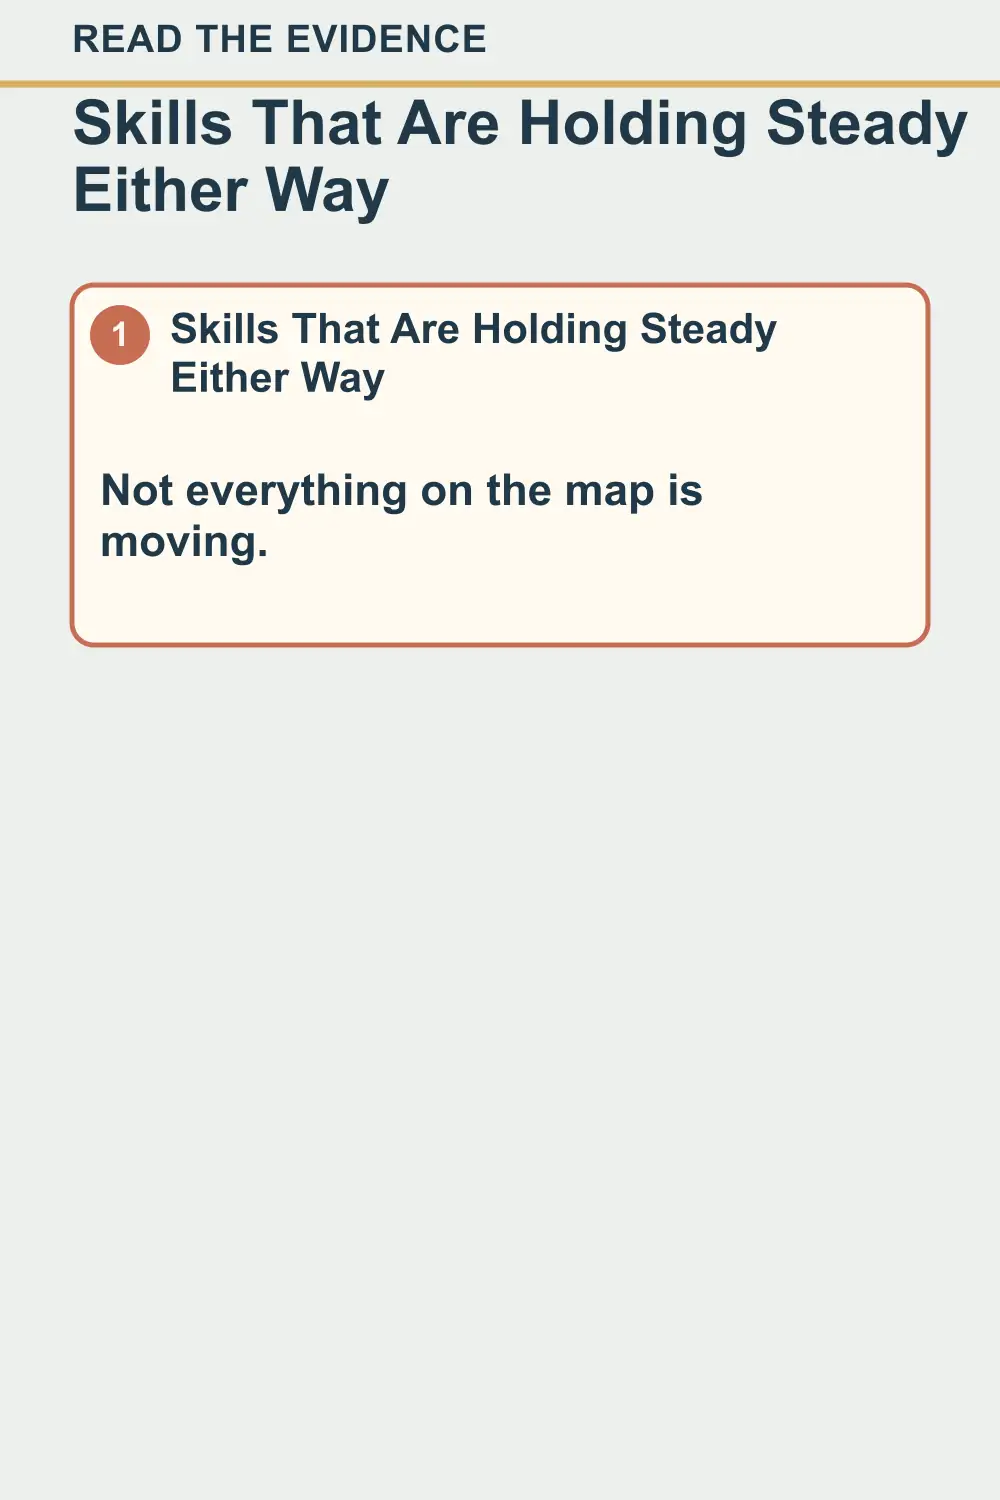 READ THE EVIDENCE
Skills That Are Holding Steady
Either Way
1
Skills That Are Holding Steady
Either Way
Not everything on the map is
moving.